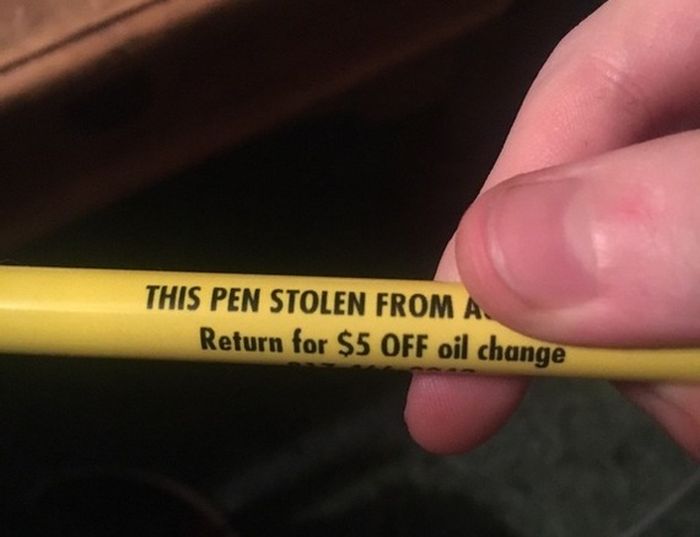 THIS PEN STOLEN FROM
Return for $5 OFF oil change